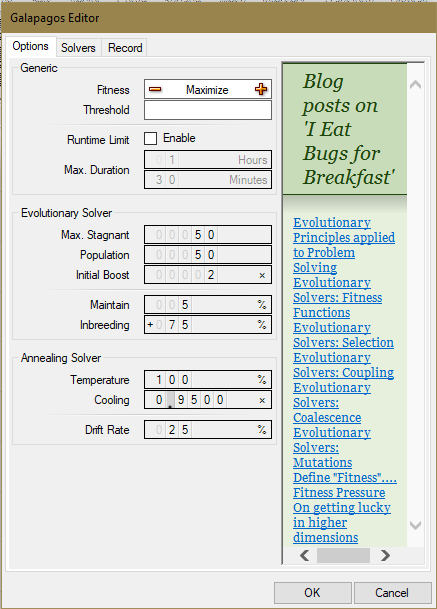 Galapagos Editor
Options Solvers Record
Generic
Fitness Maximize
Threshold
Runtime Limit Enable
Max. Duration 01 Hours
30 Minutes
Evolutionary Solver
Max. Stagnant 00050
Population 00050
Initial Boost 00002 ×
Maintain 005 %
Inbreeding +075 %
Annealing Solver
Temperature 100 %
Cooling 0.9500 ×
Drift Rate 025 %
Blog
posts on
'I Eat
Bugs for
Breakfast'
Evolutionary
Principles applied
to Problem
Solving
Evolutionary
Solvers: Fitness
Functions
Evolutionary
Solvers: Selection
Evolutionary
Solvers: Coupling
Evolutionary
Solvers:
Coalescence
Evolutionary
Solvers:
Mutations
Define "Fitness"....
Fitness Pressure
On getting lucky
in higher
dimensions
OK Cancel